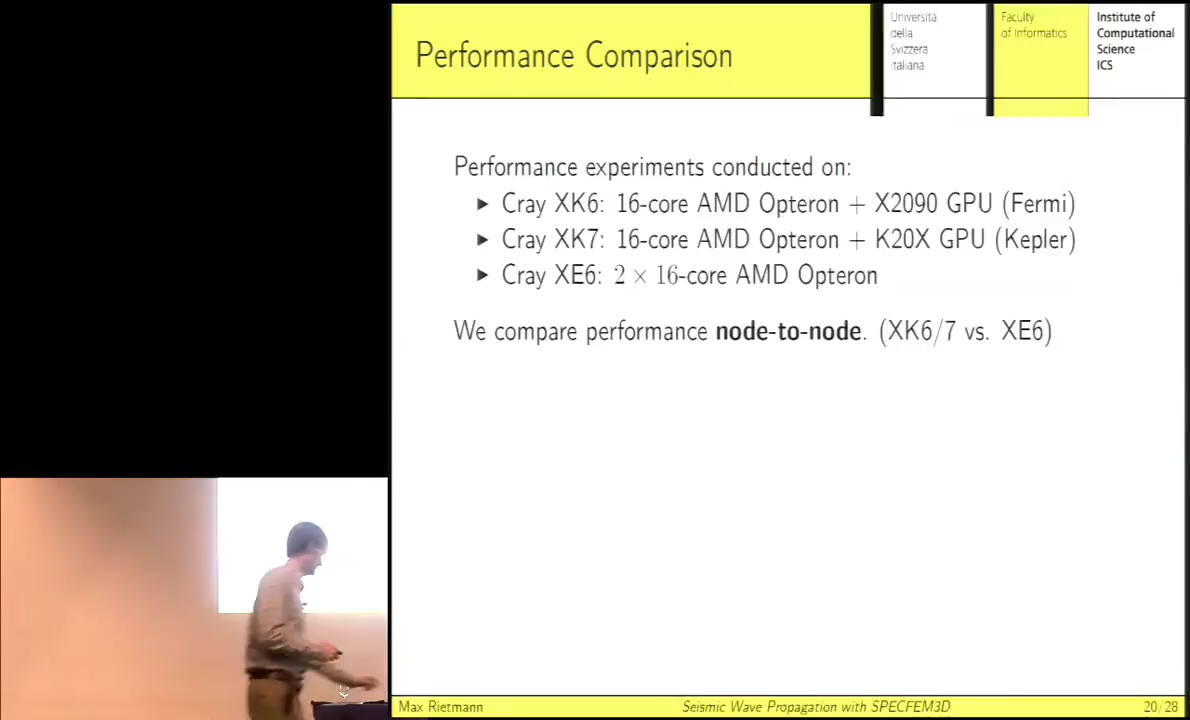 Performance Comparison
Università
della
Svizzera
italiana
Faculty
of Informatics
Institute of
Computational
Science
ICS
Performance experiments conducted on:
▶ Cray XK6: 16-core AMD Opteron + X2090 GPU (Fermi)
▶ Cray XK7: 16-core AMD Opteron + K20X GPU (Kepler)
▶ Cray XE6: 2 × 16-core AMD Opteron
We compare performance node-to-node. (XK6/7 vs. XE6)
Max Rietmann
Seismic Wave Propagation with SPECFEM3D
20/28